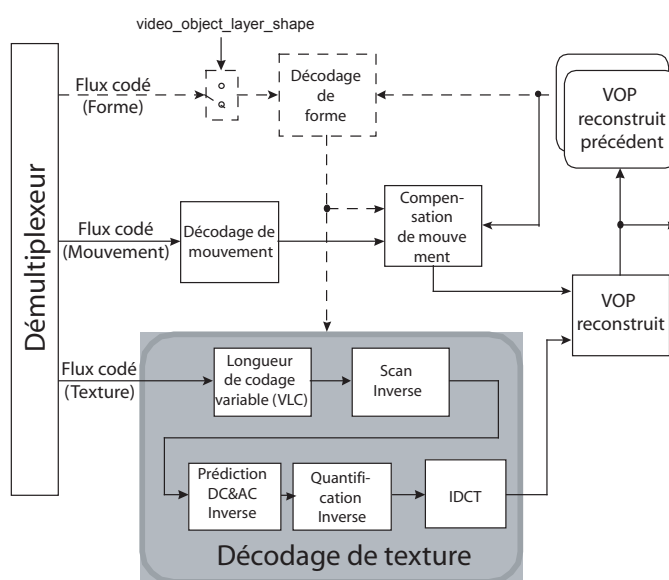 video_object_layer_shape
Démultiplexeur
Flux codé
(Forme)
Décodage
de
forme
VOP
reconstruit
précédent
Flux codé
(Mouvement)
Décodage de
mouvement
Compen-
sation
de mouve
ment
VOP
reconstruit
Flux codé
(Texture)
Longueur
de codage
variable (VLC)
Scan
Inverse
Prédiction
DC&AC
Inverse
Quantifi-
cation
Inverse
IDCT
Décodage de texture